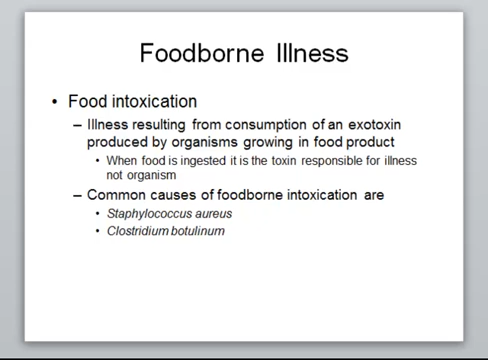 Foodborne Illness
• Food intoxication
– Illness resulting from consumption of an exotoxin
produced by organisms growing in food product
• When food is ingested it is the toxin responsible for illness
not organism
– Common causes of foodborne intoxication are
• Staphylococcus aureus
• Clostridium botulinum